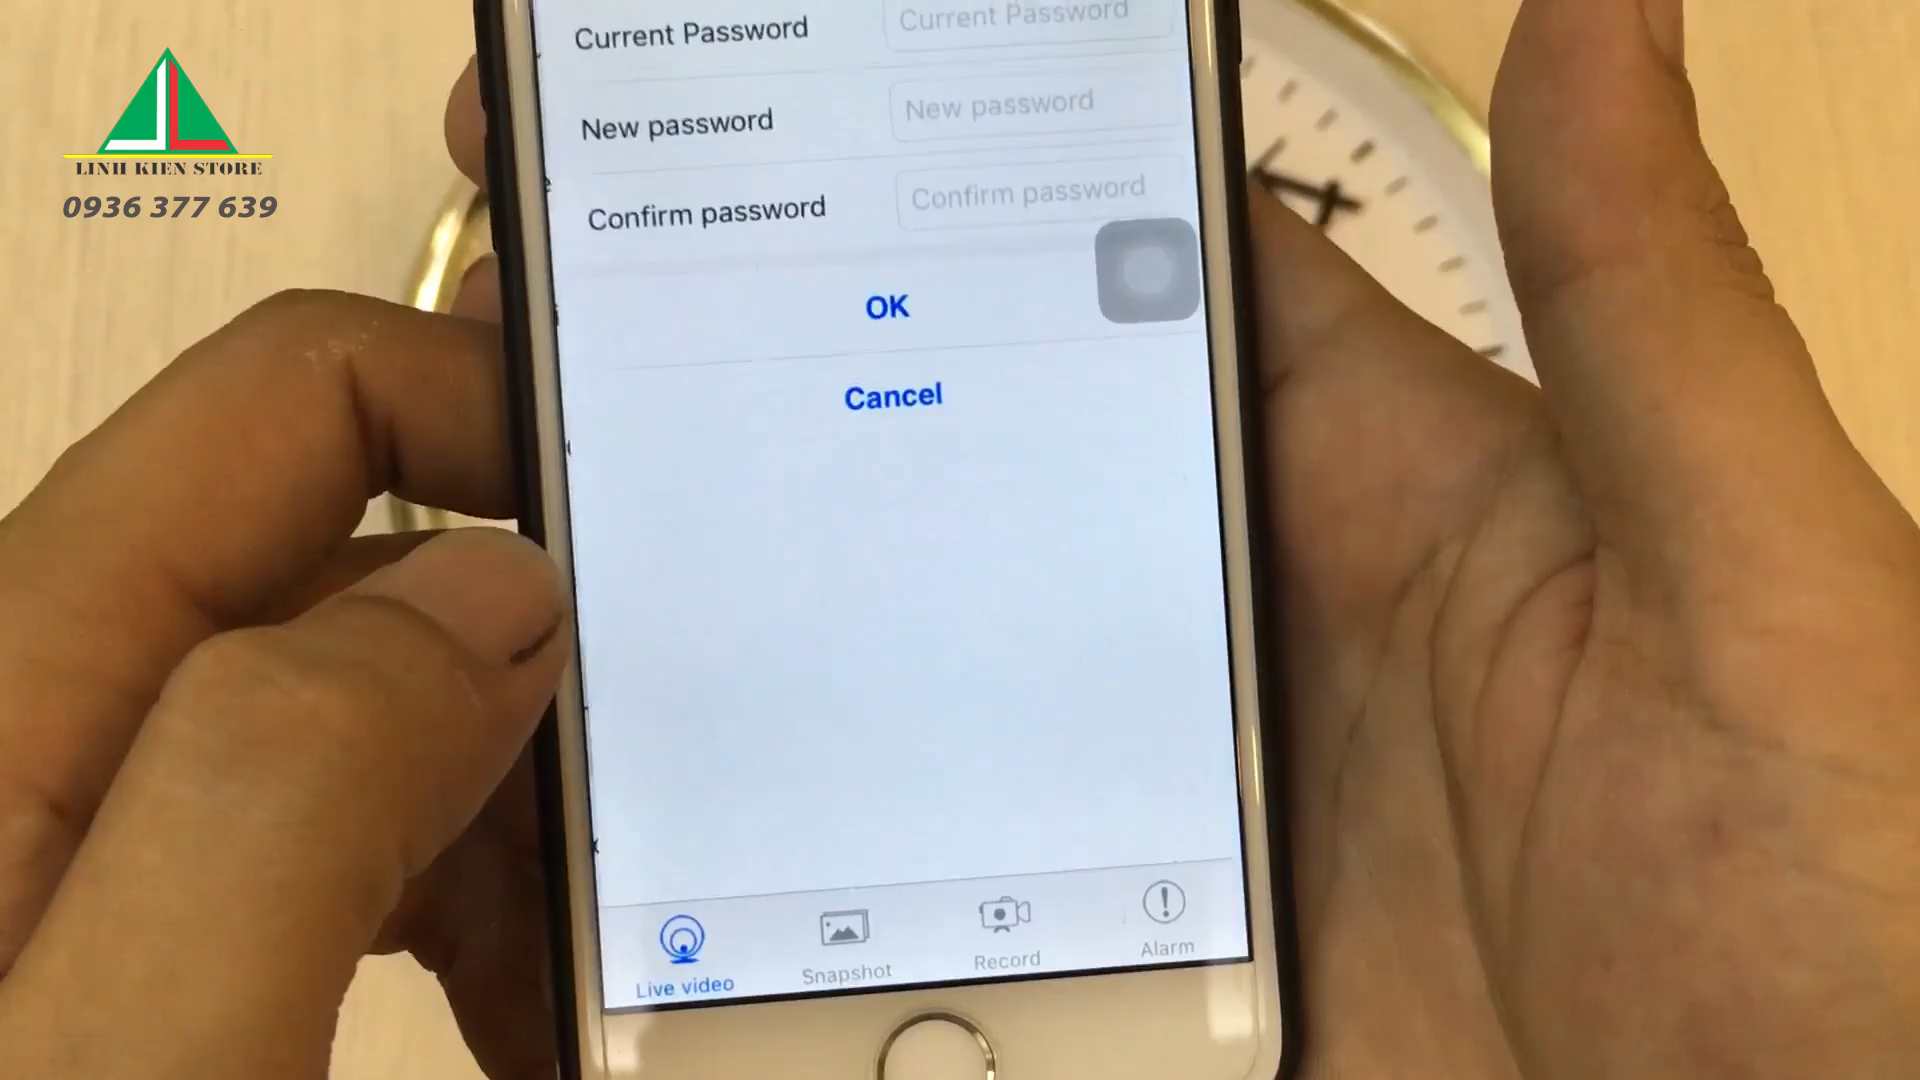 LINH KIEN STORE
0936 377 639
Current Password Current Password
New password New password
Confirm password Confirm password
OK
Cancel
Live video Snapshot Record Alarm
4